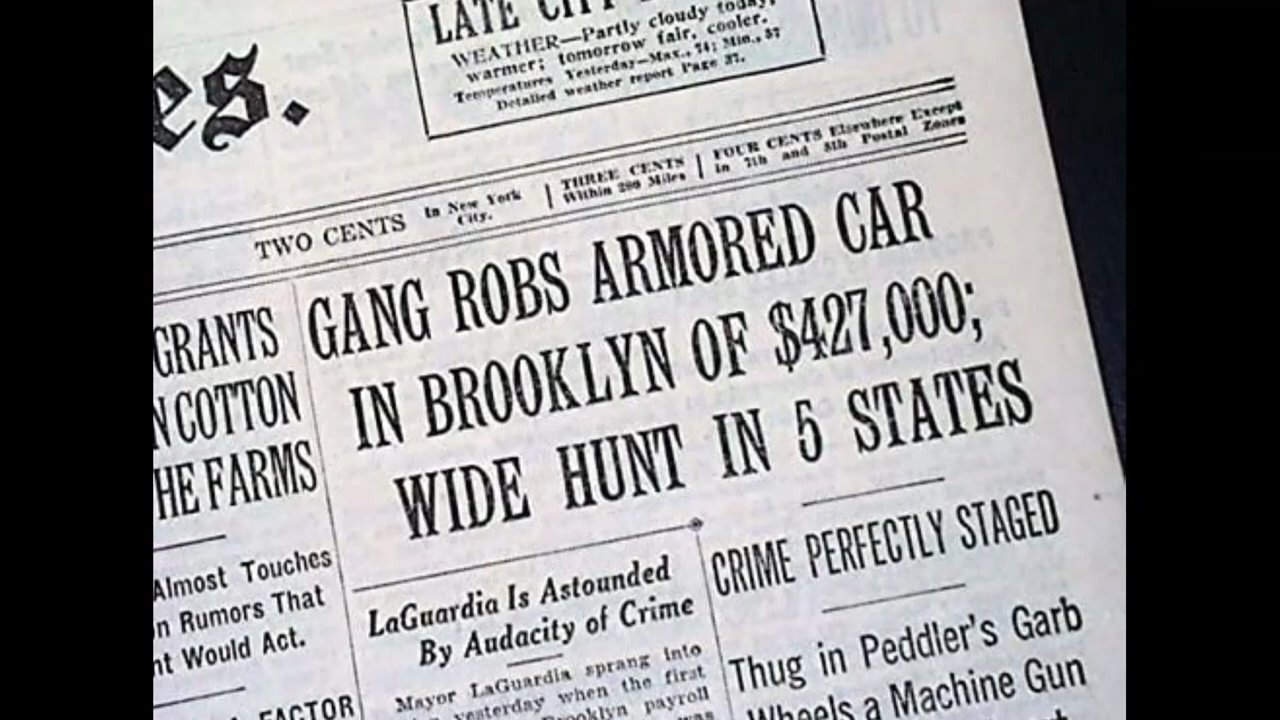 es.
LATE CITY
WEATHER—Partly cloudy today,
warmer; tomorrow fair, cooler.
Temperatures Yesterday—Max., 74; Min., 57
Detailed weather report Page 37.
TWO CENTS In New York City.
THREE CENTS Within 200 Miles
FOUR CENTS Elsewhere Except in 7th and 8th Postal Zones
GRANTS
N COTTON
HE FARMS
Almost Touches
n Rumors That
nt Would Act.
FACTOR
GANG ROBS ARMORED CAR
IN BROOKLYN OF $427,000;
WIDE HUNT IN 5 STATES
LaGuardia Is Astounded
By Audacity of Crime
Mayor LaGuardia sprang into
yesterday when the first
Brooklyn payroll
was
CRIME PERFECTLY STAGED
Thug in Peddler's Garb
Wheels a Machine Gun